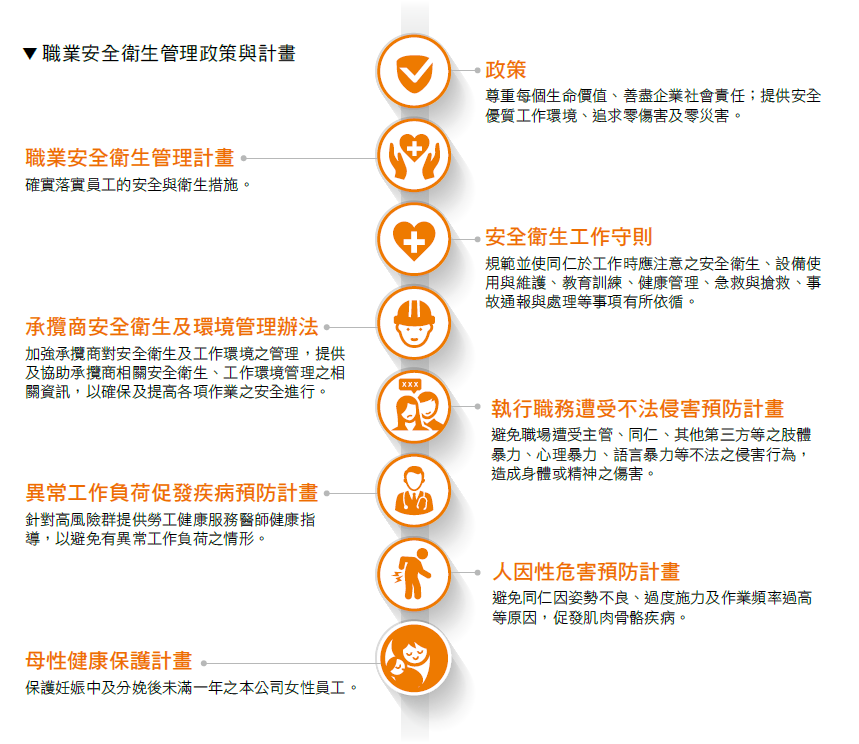 ▼ 職業安全衛生管理政策與計畫
政策
尊重每個生命價值、善盡企業社會責任；提供安全
優質工作環境、追求零傷害及零災害。
職業安全衛生管理計畫
確實落實員工的安全與衛生措施。
安全衛生工作守則
規範並使同仁於工作時應注意之安全衛生、設備使
用與維護、教育訓練、健康管理、急救與搶救、事
故通報與處理等事項有所依循。
承攬商安全衛生及環境管理辦法
加強承攬商對安全衛生及工作環境之管理，提供
及協助承攬商相關安全衛生、工作環境管理之相
關資訊，以確保及提高各項作業之安全進行。
XXX
執行職務遭受不法侵害預防計畫
避免職場遭受主管、同仁、其他第三方等之肢體
暴力、心理暴力、語言暴力等不法之侵害行為，
造成身體或精神之傷害。
異常工作負荷促發疾病預防計畫
針對高風險群提供勞工健康服務醫師健康指
導，以避免有異常工作負荷之情形。
人因性危害預防計畫
避免同仁因姿勢不良、過度施力及作業頻率過高
等原因，促發肌肉骨骼疾病。
母性健康保護計畫
保護妊娠中及分娩後未滿一年之本公司女性員工。